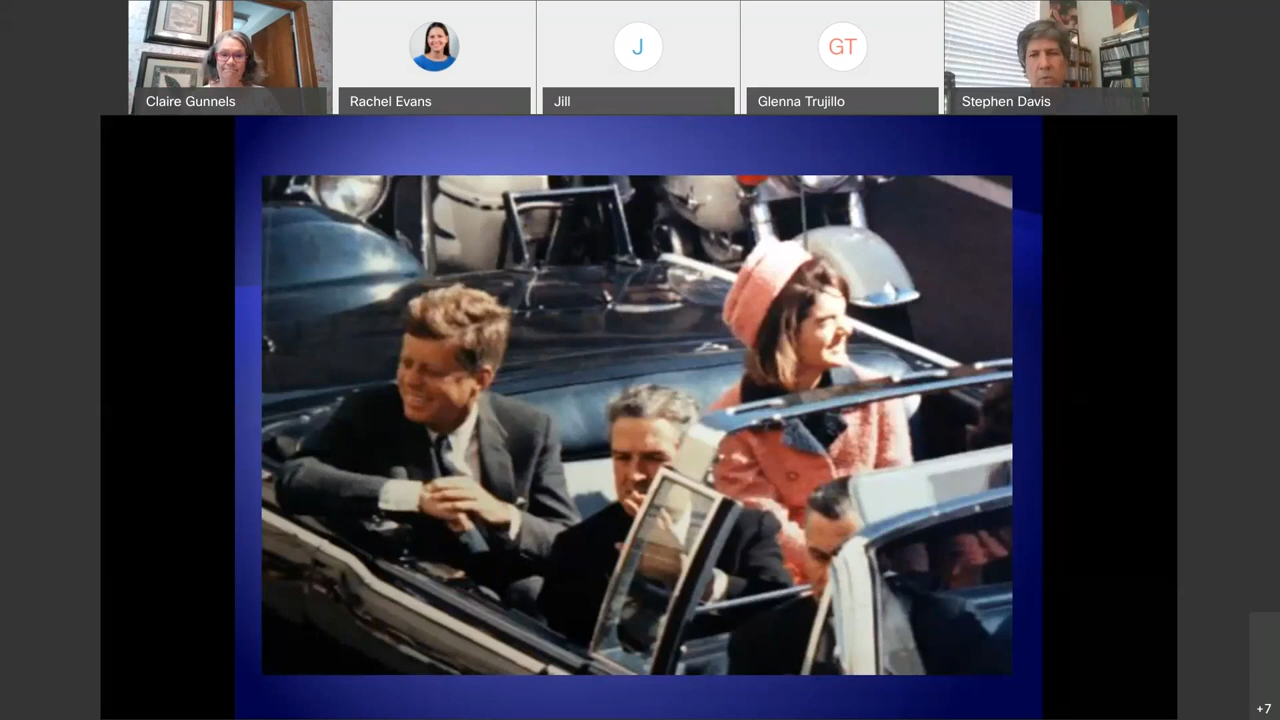 J
GT
Claire Gunnels
Rachel Evans
Jill
Glenna Trujillo
Stephen Davis
+7